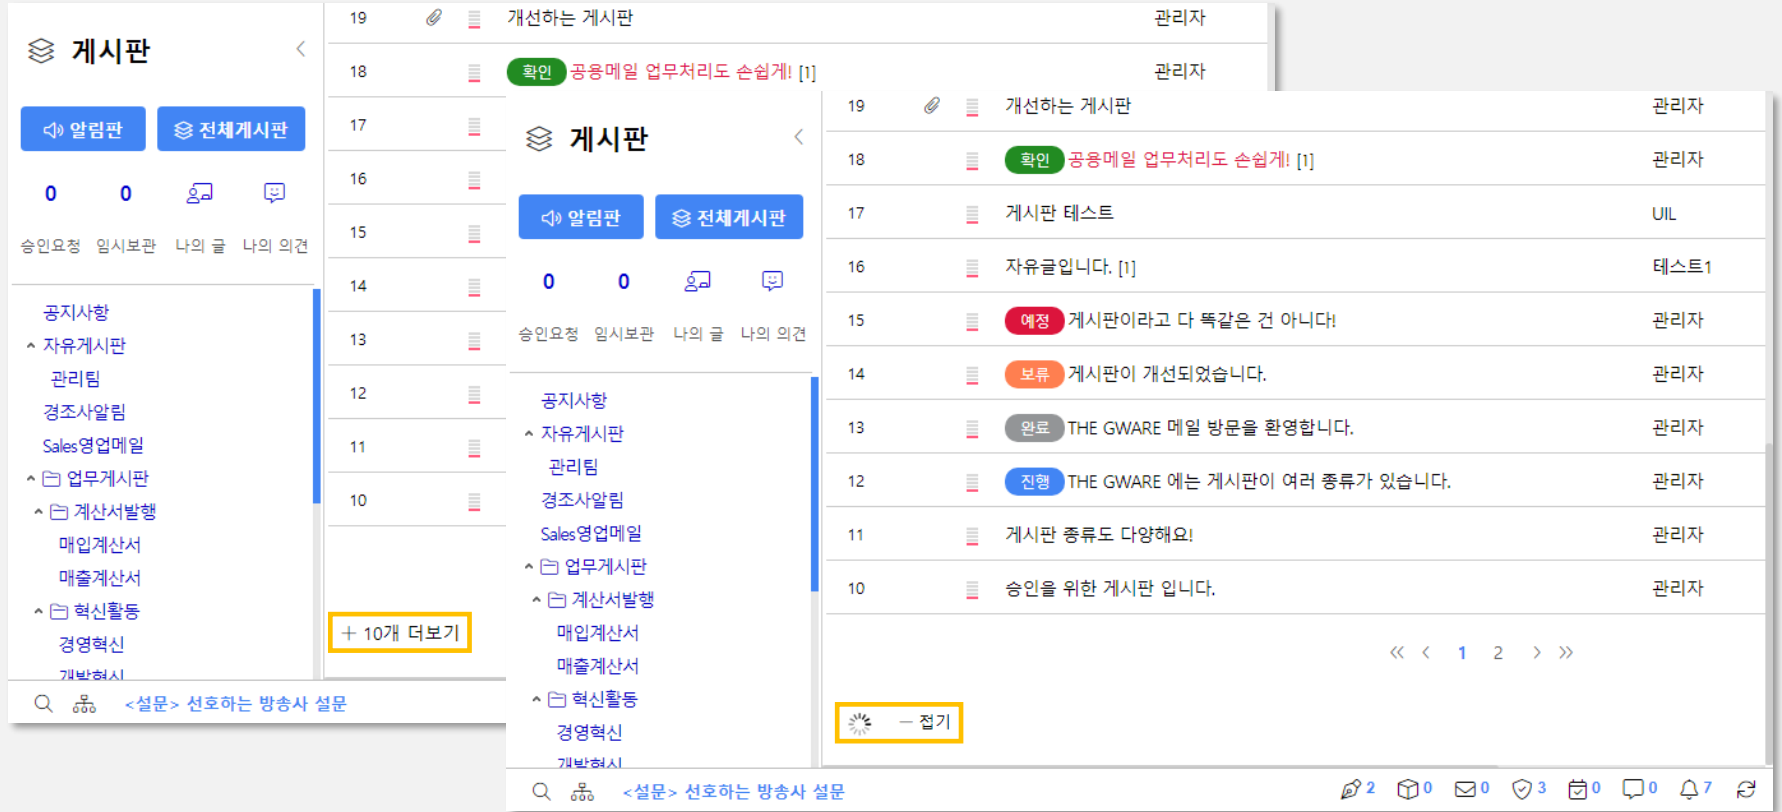 게시판
알림판 전체게시판
0 0
승인요청 임시보관 나의 글 나의 의견
공지사항
자유게시판
관리팀
경조사알림
Sales영업메일
업무게시판
계산서발행
매입계산서
매출계산서
혁신활동
경영혁신
개발혁신
<설문> 선호하는 방송사 설문
19 개선하는 게시판 관리자
18 확인 공용메일 업무처리도 손쉽게! [1] 관리자
17
16
15
14
13
12
11
10
+ 10개 더보기
게시판
알림판 전체게시판
0 0
승인요청 임시보관 나의 글 나의 의견
공지사항
자유게시판
관리팀
경조사알림
Sales영업메일
업무게시판
계산서발행
매입계산서
매출계산서
혁신활동
경영혁신
개발혁신
19 개선하는 게시판 관리자
18 확인 공용메일 업무처리도 손쉽게! [1] 관리자
17 게시판 테스트 UIL
16 자유글입니다. [1] 테스트1
15 예정 게시판이라고 다 똑같은 건 아니다! 관리자
14 보류 게시판이 개선되었습니다. 관리자
13 완료 THE GWARE 메일 방문을 환영합니다. 관리자
12 진행 THE GWARE 에는 게시판이 여러 종류가 있습니다. 관리자
11 게시판 종류도 다양해요! 관리자
10 승인을 위한 게시판 입니다. 관리자
« < 1 2 > »
− 접기
<설문> 선호하는 방송사 설문 2 0 0 3 0 0 7